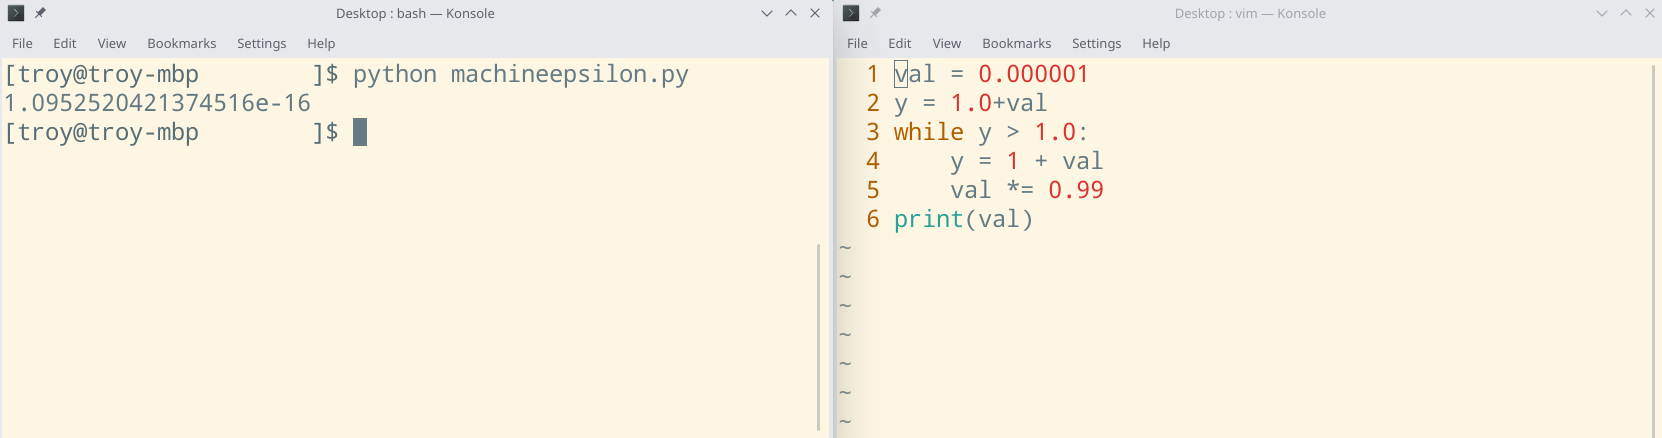 Desktop : bash — Konsole
File Edit View Bookmarks Settings Help
[troy@troy-mbp        ]$ python machineepsilon.py
1.0952520421374516e-16
[troy@troy-mbp        ]$
Desktop : vim — Konsole
File Edit View Bookmarks Settings Help
1 val = 0.000001
2 y = 1.0+val
3 while y > 1.0:
4     y = 1 + val
5     val *= 0.99
6 print(val)
~
~
~
~
~
~
~